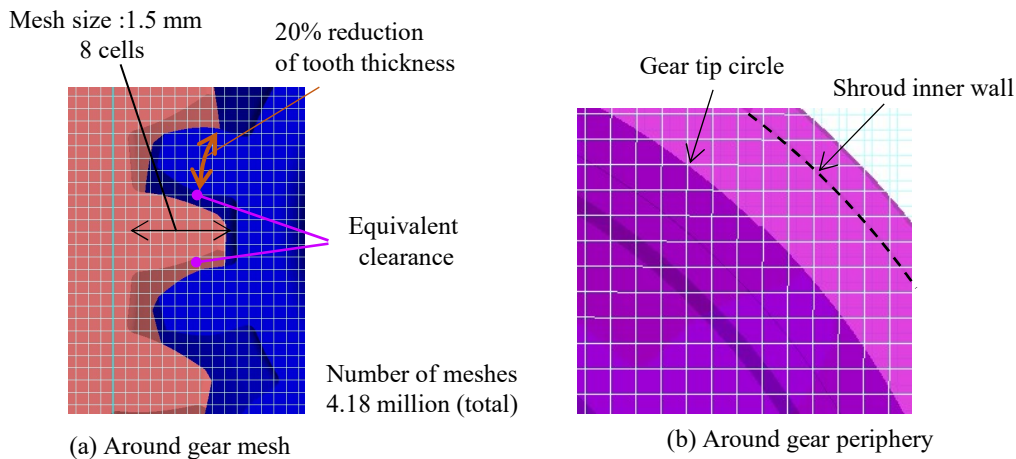 Mesh size :1.5 mm
8 cells
20% reduction
of tooth thickness
Equivalent
clearance
Number of meshes
4.18 million (total)
(a) Around gear mesh
Gear tip circle
Shroud inner wall
(b) Around gear periphery